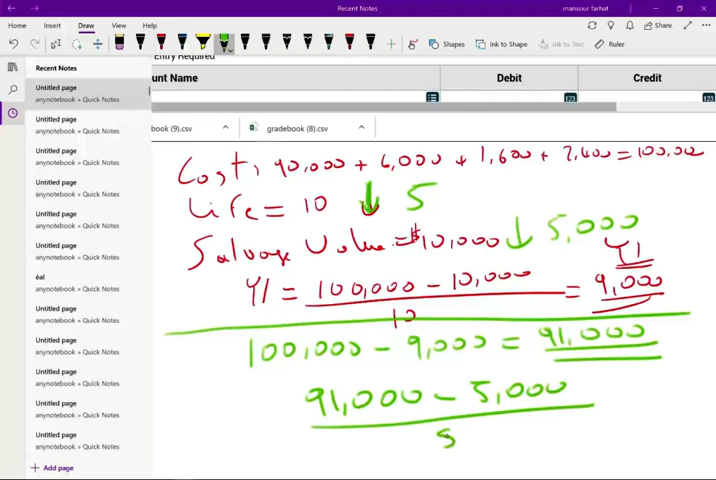 Recent Notes
mansour farhat
Home Insert Draw View Help
Share
Shapes Ink to Shape Ink to Text Ruler
Recent Notes
Untitled page
anynotebook » Quick Notes
Untitled page
anynotebook » Quick Notes
Untitled page
anynotebook » Quick Notes
Untitled page
anynotebook » Quick Notes
Untitled page
anynotebook » Quick Notes
Untitled page
anynotebook » Quick Notes
éal
anynotebook » Quick Notes
Untitled page
anynotebook » Quick Notes
Untitled page
anynotebook » Quick Notes
Untitled page
anynotebook » Quick Notes
Untitled page
anynotebook » Quick Notes
Untitled page
anynotebook » Quick Notes
Add page
Entry Required
unt Name Debit Credit
book (9).csv gradebook (8).csv
Cost, 90,000 + 6,000 + 1,600 + 2,400 = 100,000
Life = 10 5
Salvage Value = $10,000 5,000
Y1
Y1 = 100,000 - 10,000 = 9,000
10
100,000 - 9,000 = 91,000
91,000 - 5,000
5